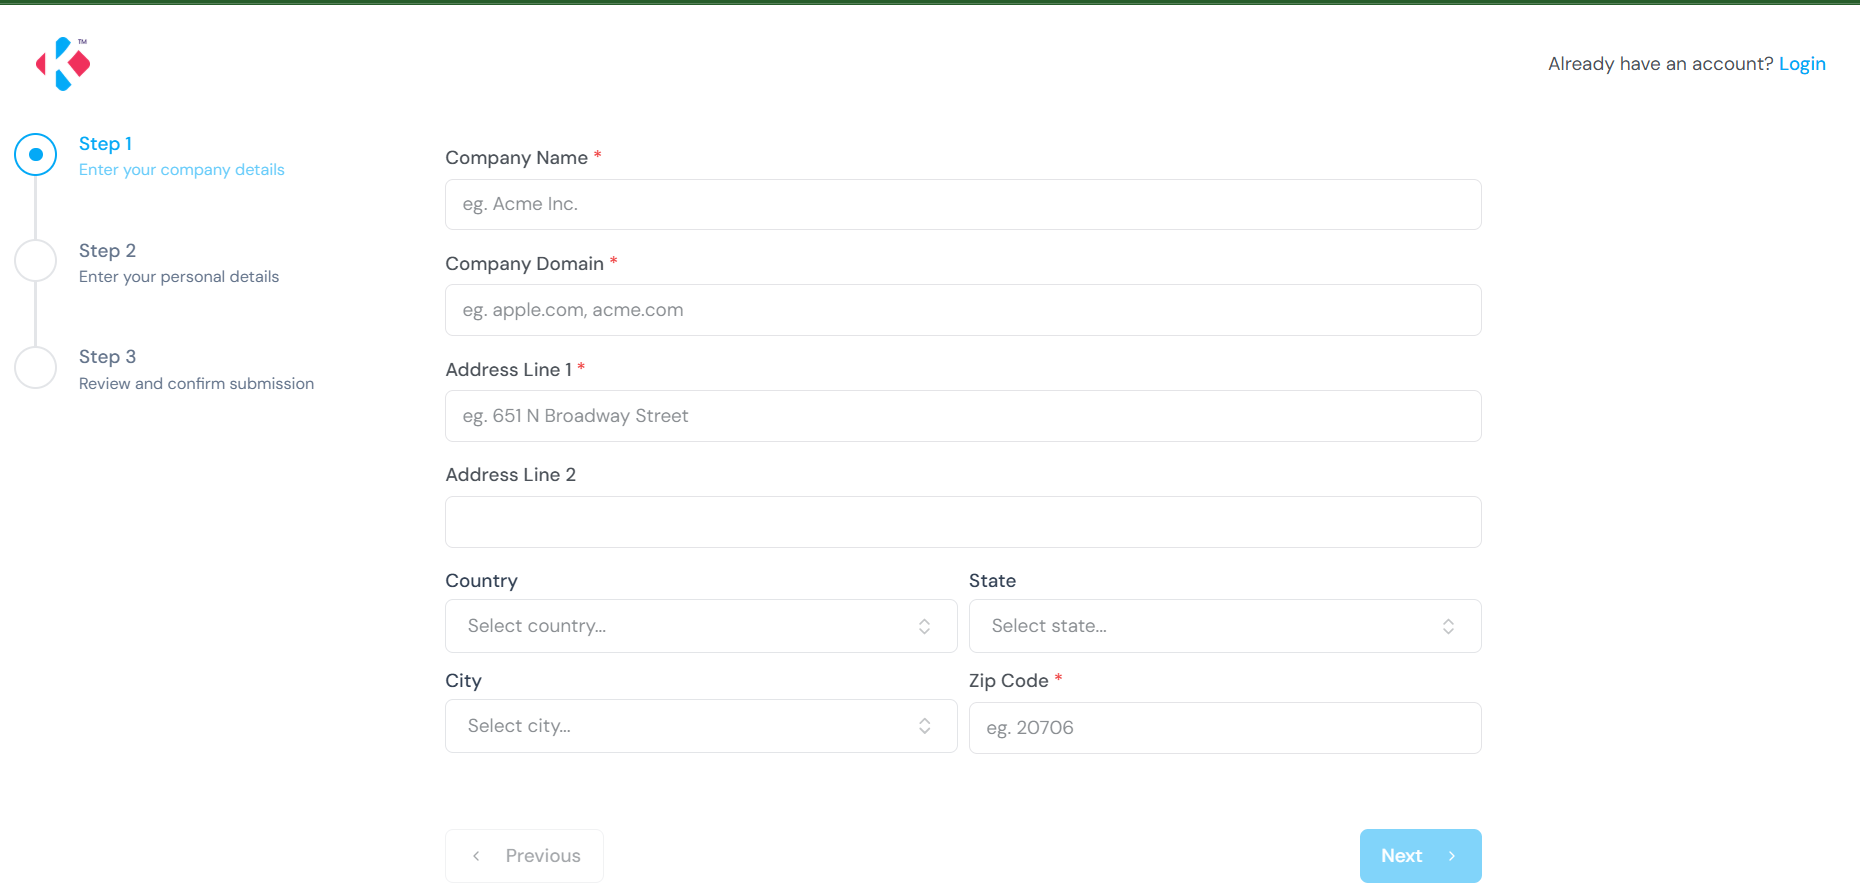 TM
Already have an account? Login
Step 1
Enter your company details
Step 2
Enter your personal details
Step 3
Review and confirm submission
Company Name *
eg. Acme Inc.
Company Domain *
eg. apple.com, acme.com
Address Line 1 *
eg. 651 N Broadway Street
Address Line 2
Country
Select country...
State
Select state...
City
Select city...
Zip Code *
eg. 20706
Previous
Next